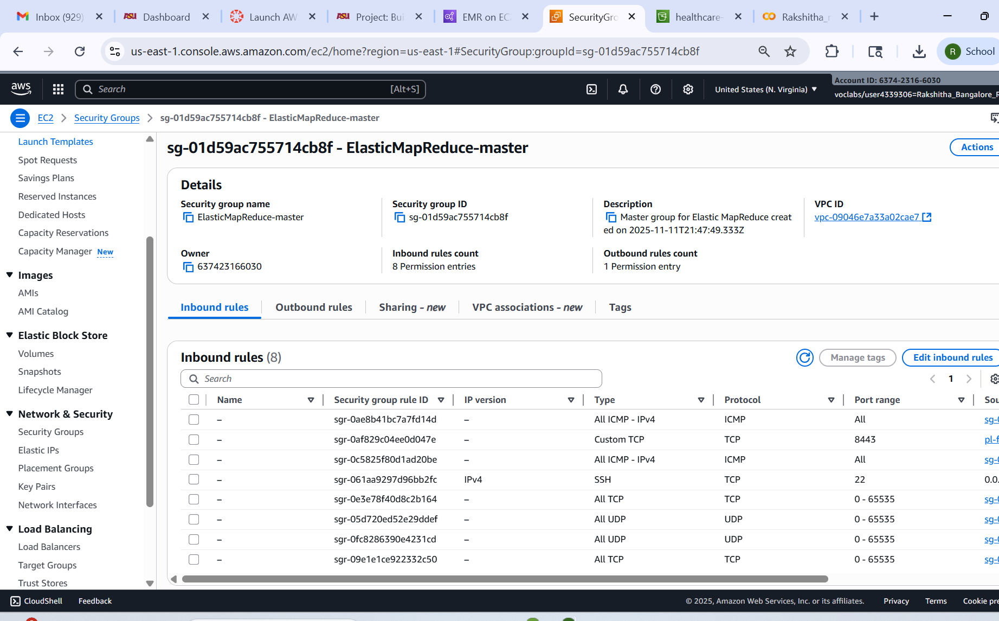 Inbox (929)
Dashboard
Launch AW
Project: Bui
EMR on EC
SecurityGro
healthcare-
Rakshitha_r
us-east-1.console.aws.amazon.com/ec2/home?region=us-east-1#SecurityGroup:groupId=sg-01d59ac755714cb8f
R School
aws
Search [Alt+S]
United States (N. Virginia)
Account ID: 6374-2316-6030
voclabs/user4339306=Rakshitha_Bangalore_R
EC2 > Security Groups > sg-01d59ac755714cb8f - ElasticMapReduce-master
Launch Templates
Spot Requests
Savings Plans
Reserved Instances
Dedicated Hosts
Capacity Reservations
Capacity Manager New
Images
AMIs
AMI Catalog
Elastic Block Store
Volumes
Snapshots
Lifecycle Manager
Network & Security
Security Groups
Elastic IPs
Placement Groups
Key Pairs
Network Interfaces
Load Balancing
Load Balancers
Target Groups
Trust Stores
sg-01d59ac755714cb8f - ElasticMapReduce-master
Actions
Details
Security group name
ElasticMapReduce-master
Security group ID
sg-01d59ac755714cb8f
Description
Master group for Elastic MapReduce creat
ed on 2025-11-11T21:47:49.333Z
VPC ID
vpc-09046e7a33a02cae7
Owner
637423166030
Inbound rules count
8 Permission entries
Outbound rules count
1 Permission entry
Inbound rules
Outbound rules
Sharing - new
VPC associations - new
Tags
Inbound rules (8)
Manage tags
Edit inbound rules
Search
1
Name Security group rule ID IP version Type Protocol Port range Sou
– sgr-0ae8b41bc7a7fd14d – All ICMP - IPv4 ICMP All sg-0
– sgr-0af829c04ee0d047e – Custom TCP TCP 8443 pl-f
– sgr-0c5825f80d1ad20be – All ICMP - IPv4 ICMP All sg-0
– sgr-061aa9297d96bb2fc IPv4 SSH TCP 22 0.0.
– sgr-0e3e78f40d8c2b164 – All TCP TCP 0 - 65535 sg-0
– sgr-05d720ed52e29ddef – All UDP UDP 0 - 65535 sg-0
– sgr-0fc8286390e4231cd – All UDP UDP 0 - 65535 sg-0
– sgr-09e1e1ce922332c50 – All TCP TCP 0 - 65535 sg-0
CloudShell
Feedback
© 2025, Amazon Web Services, Inc. or its affiliates.
Privacy
Terms
Cookie pre